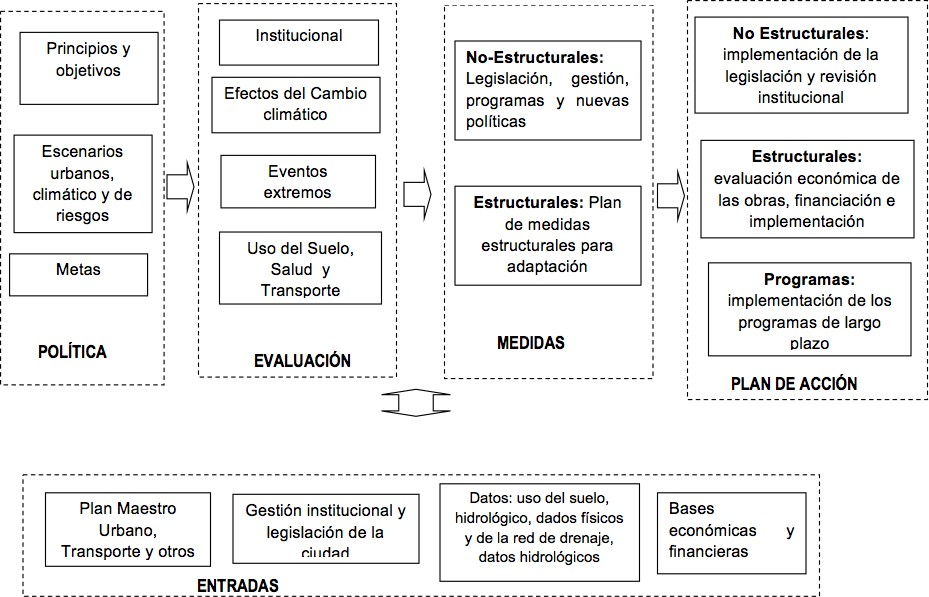 Principios y
objetivos
Escenarios
urbanos,
climático y de
riesgos
Metas
POLÍTICA
Institucional
Efectos del Cambio
climático
Eventos
extremos
Uso del Suelo,
Salud y
Transporte
EVALUACIÓN
No-Estructurales:
Legislación, gestión,
programas y nuevas
políticas
Estructurales: Plan
de medidas
estructurales para
adaptación
MEDIDAS
No Estructurales:
implementación de la
legislación y revisión
institucional
Estructurales:
evaluación económica de
las obras, financiación e
implementación
Programas:
implementación de los
programas de largo
plazo
PLAN DE ACCIÓN
Plan Maestro
Urbano,
Transporte y otros
Gestión institucional y
legislación de la
ciudad
Datos: uso del suelo,
hidrológico, dados físicos
y de la red de drenaje,
datos hidrológicos
Bases
económicas y
financieras
ENTRADAS